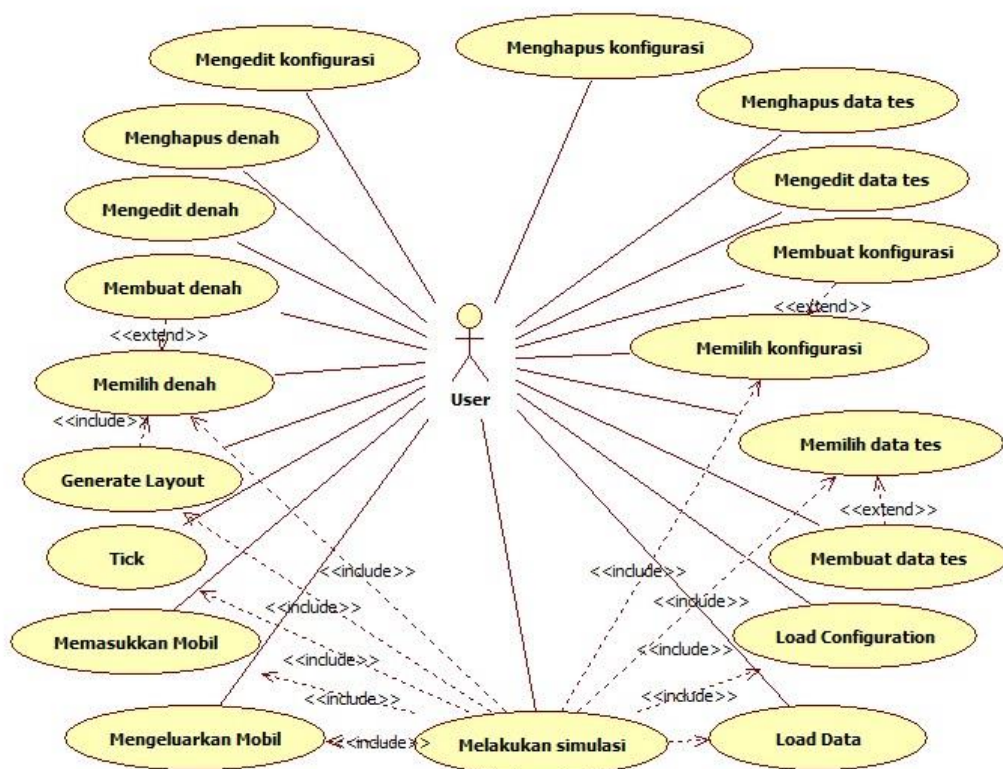 Mengedit konfigurasi
Menghapus konfigurasi
Menghapus denah
Menghapus data tes
Mengedit denah
Mengedit data tes
Membuat denah
Membuat konfigurasi
<<extend>>
<<extend>>
Memilih denah
Memilih konfigurasi
User
<<include>
Memilih data tes
Generate Layout
<<extend>>
Tick
Membuat data tes
<<include>>
<<include>>
<<include>>
<<include>>
Memasukkan Mobil
Load Configuration
<<include>>
<<include>>
<<include>>
<<include>>
Mengeluarkan Mobil
<<include>>
Melakukan simulasi
Load Data